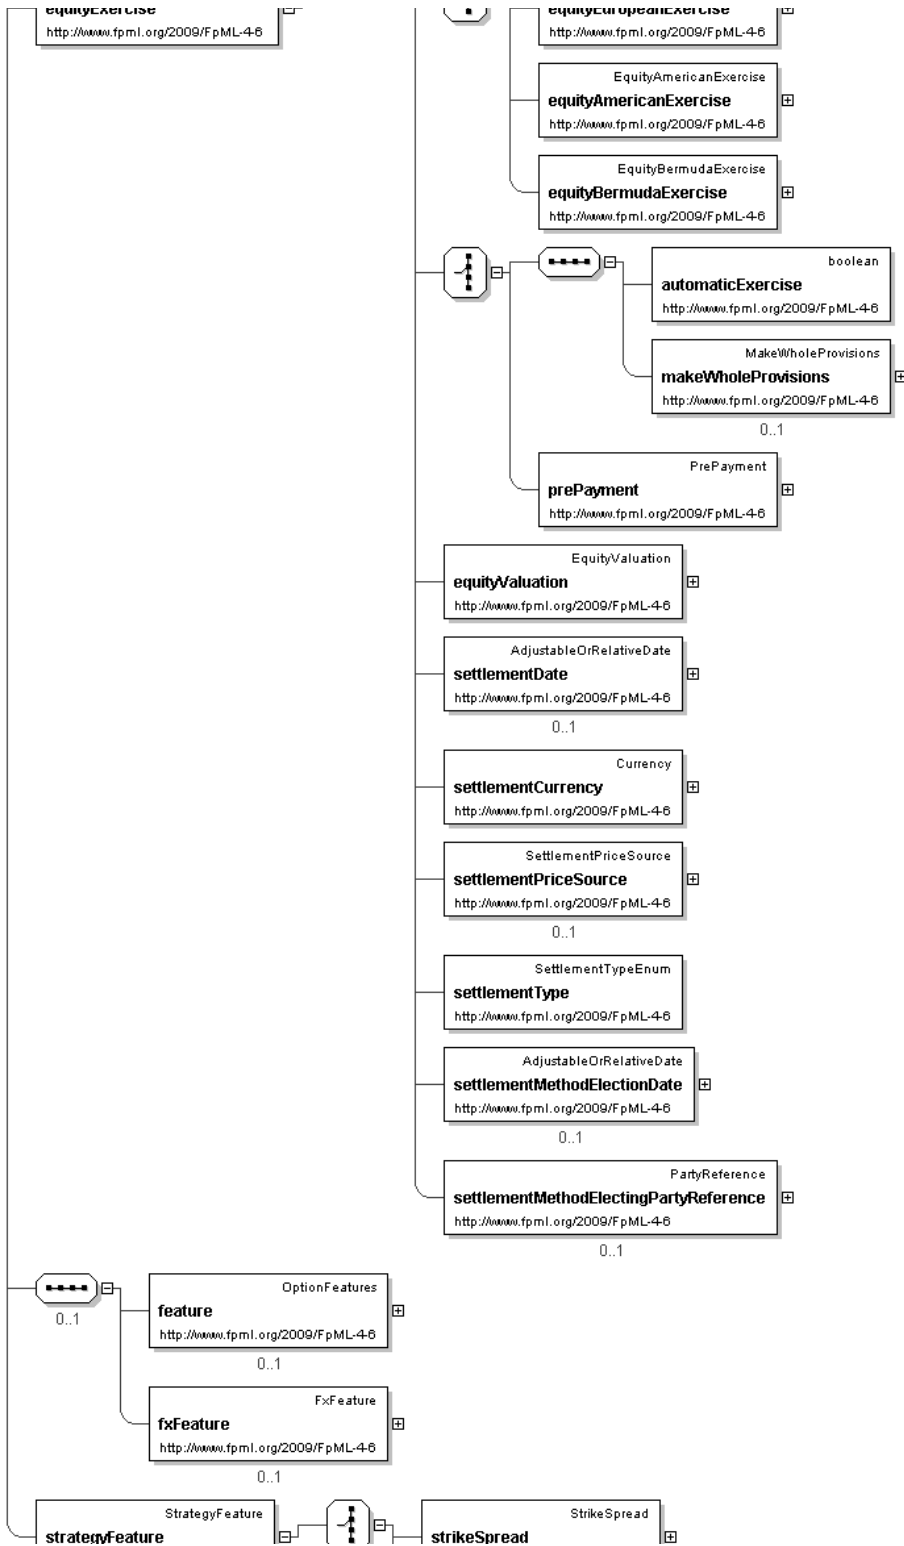 equityExercise
http://www.fpml.org/2009/FpML-4-6
equityEuropeanExercise
http://www.fpml.org/2009/FpML-4-6
EquityAmericanExercise
equityAmericanExercise
http://www.fpml.org/2009/FpML-4-6
EquityBermudaExercise
equityBermudaExercise
http://www.fpml.org/2009/FpML-4-6
boolean
automaticExercise
http://www.fpml.org/2009/FpML-4-6
MakeWholeProvisions
makeWholeProvisions
http://www.fpml.org/2009/FpML-4-6
0..1
PrePayment
prePayment
http://www.fpml.org/2009/FpML-4-6
EquityValuation
equityValuation
http://www.fpml.org/2009/FpML-4-6
AdjustableOrRelativeDate
settlementDate
http://www.fpml.org/2009/FpML-4-6
0..1
Currency
settlementCurrency
http://www.fpml.org/2009/FpML-4-6
SettlementPriceSource
settlementPriceSource
http://www.fpml.org/2009/FpML-4-6
0..1
SettlementTypeEnum
settlementType
http://www.fpml.org/2009/FpML-4-6
AdjustableOrRelativeDate
settlementMethodElectionDate
http://www.fpml.org/2009/FpML-4-6
0..1
PartyReference
settlementMethodElectingPartyReference
http://www.fpml.org/2009/FpML-4-6
0..1
0..1
OptionFeatures
feature
http://www.fpml.org/2009/FpML-4-6
0..1
FxFeature
fxFeature
http://www.fpml.org/2009/FpML-4-6
0..1
StrategyFeature
strategyFeature
StrikeSpread
strikeSpread